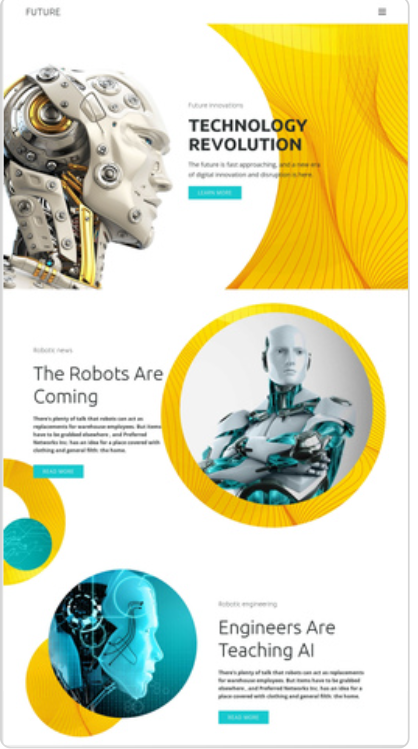 FUTURE
Future innovations
TECHNOLOGY
REVOLUTION
The future is fast approaching, and a new era
of digital innovation and disruption is here.
LEARN MORE
Robotic news
The Robots Are
Coming
There's plenty of talk that robots can act as
replacements for warehouse employees. But items
have to be grabbed elsewhere , and Preferred
Networks Inc. has an idea for a place covered with
clothing and general filth: the home.
READ MORE
Robotic engineering
Engineers Are
Teaching AI
There's plenty of talk that robots can act as replacements
for warehouse employees. But items have to be grabbed
elsewhere , and Preferred Networks Inc. has an idea for a
place covered with clothing and general filth: the home.
READ MORE